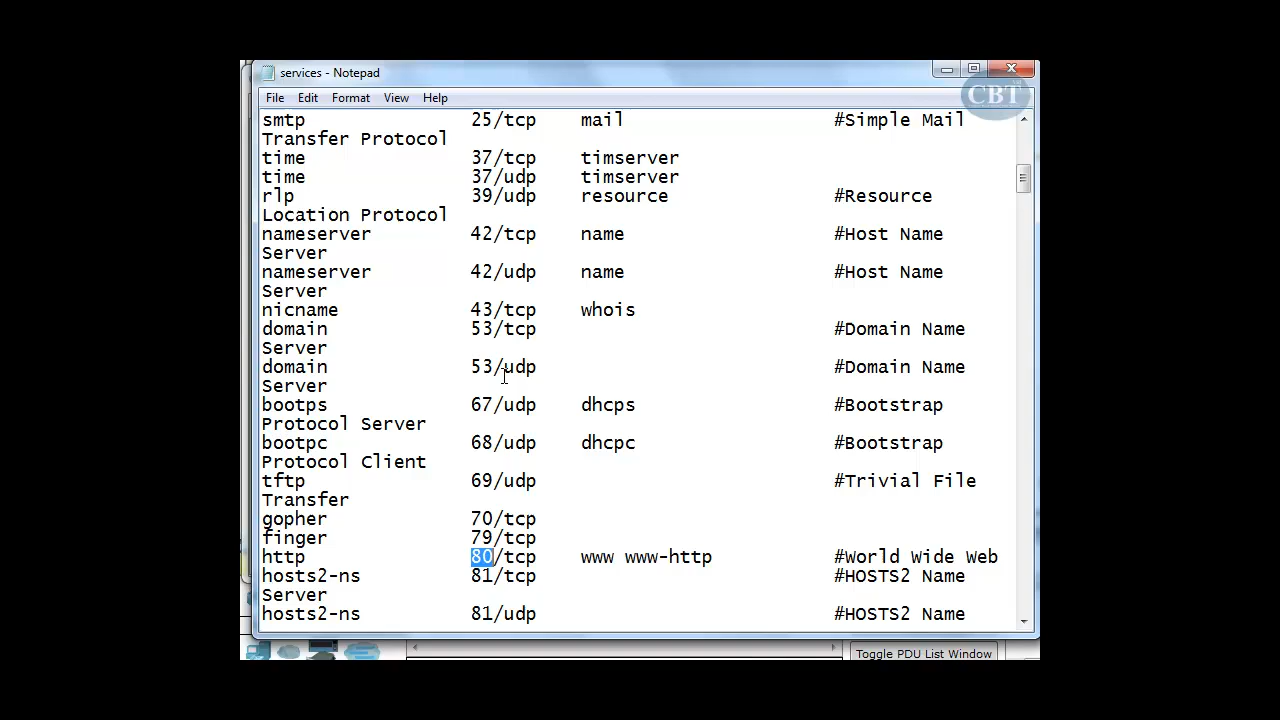 services - Notepad
CBT
File Edit Format View Help
smtp 25/tcp mail #Simple Mail
Transfer Protocol
time 37/tcp timserver
time 37/udp timserver
rlp 39/udp resource #Resource
Location Protocol
nameserver 42/tcp name #Host Name
Server
nameserver 42/udp name #Host Name
Server
nicname 43/tcp whois
domain 53/tcp #Domain Name
Server
domain 53/udp #Domain Name
Server
bootps 67/udp dhcps #Bootstrap
Protocol Server
bootpc 68/udp dhcpc #Bootstrap
Protocol Client
tftp 69/udp #Trivial File
Transfer
gopher 70/tcp
finger 79/tcp
http 80/tcp www www-http #World Wide Web
hosts2-ns 81/tcp #HOSTS2 Name
Server
hosts2-ns 81/udp #HOSTS2 Name
Toggle PDU List Window